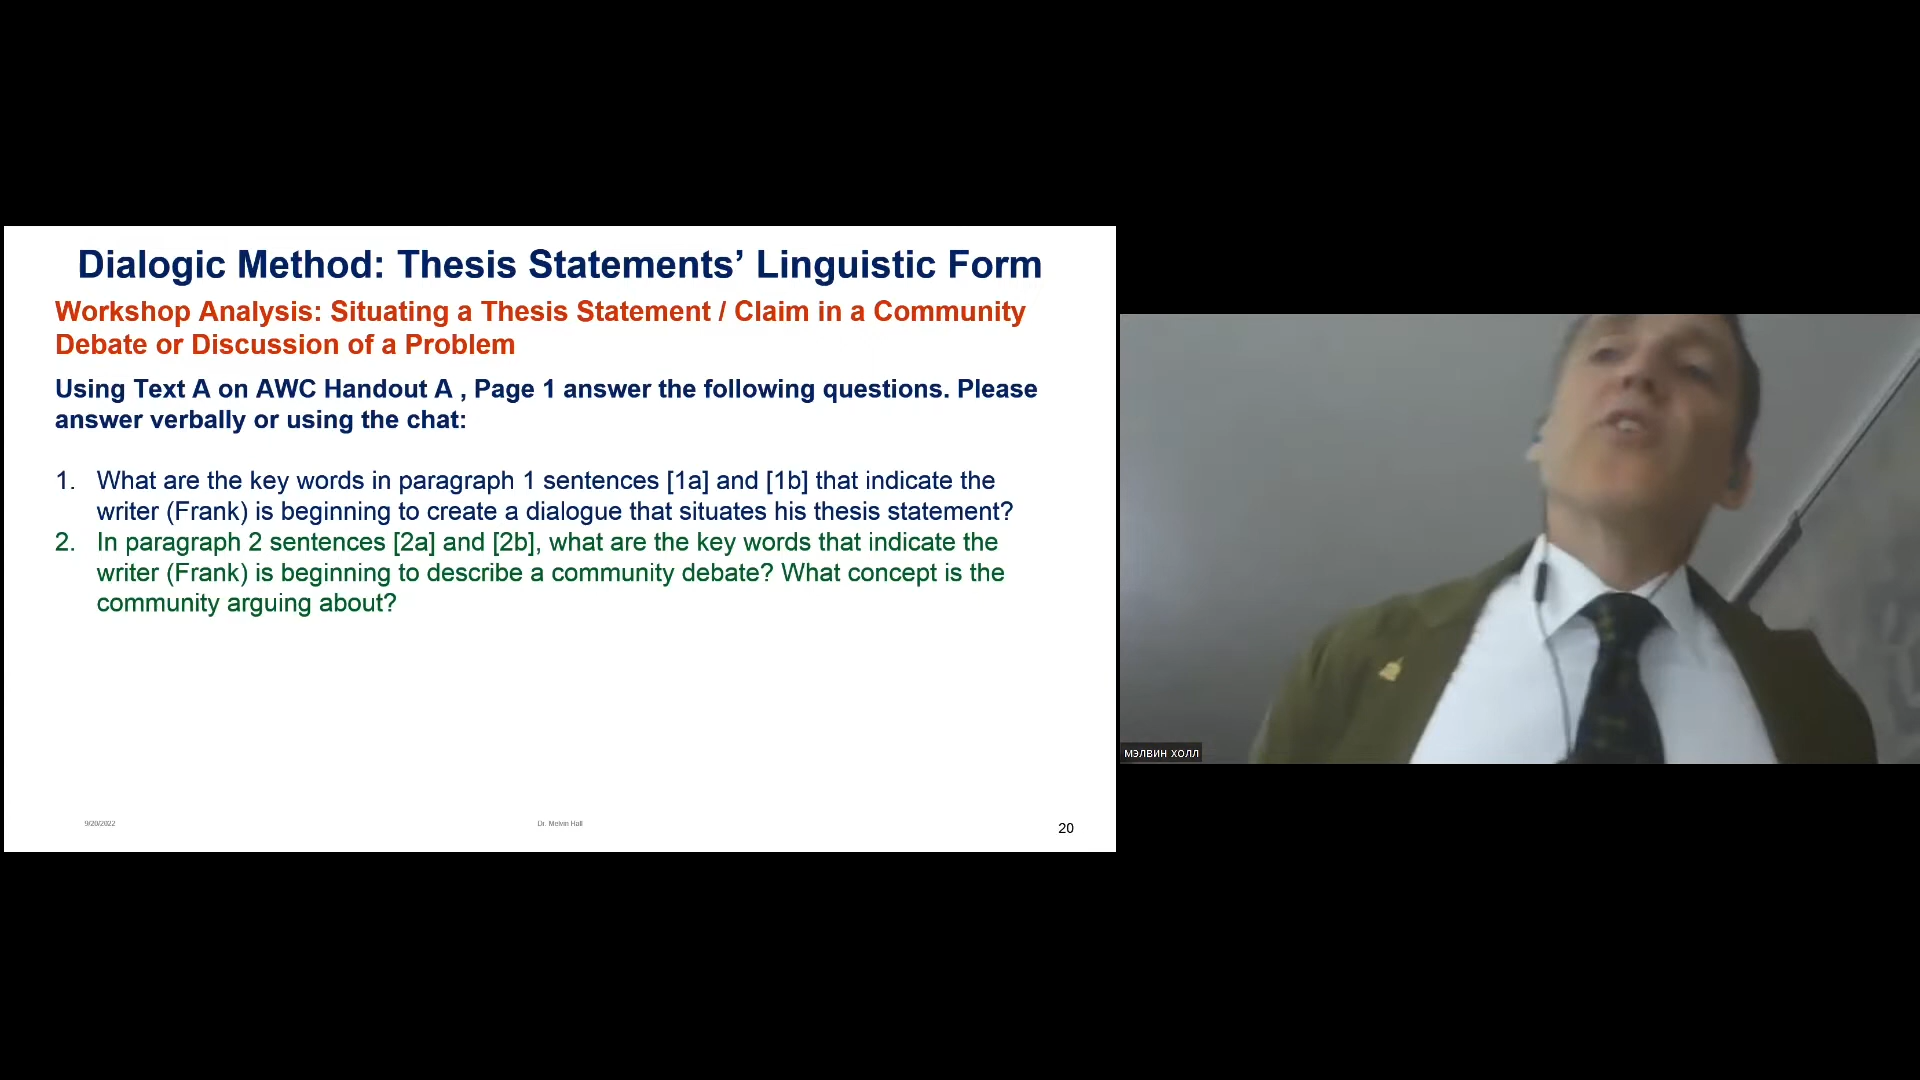 Dialogic Method: Thesis Statements’ Linguistic Form
Workshop Analysis: Situating a Thesis Statement / Claim in a Community
Debate or Discussion of a Problem
Using Text A on AWC Handout A , Page 1 answer the following questions. Please
answer verbally or using the chat:
1. What are the key words in paragraph 1 sentences [1a] and [1b] that indicate the
writer (Frank) is beginning to create a dialogue that situates his thesis statement?
2. In paragraph 2 sentences [2a] and [2b], what are the key words that indicate the
writer (Frank) is beginning to describe a community debate? What concept is the
community arguing about?
9/20/2022
Dr. Melvin Hall
20
мэлвин холл